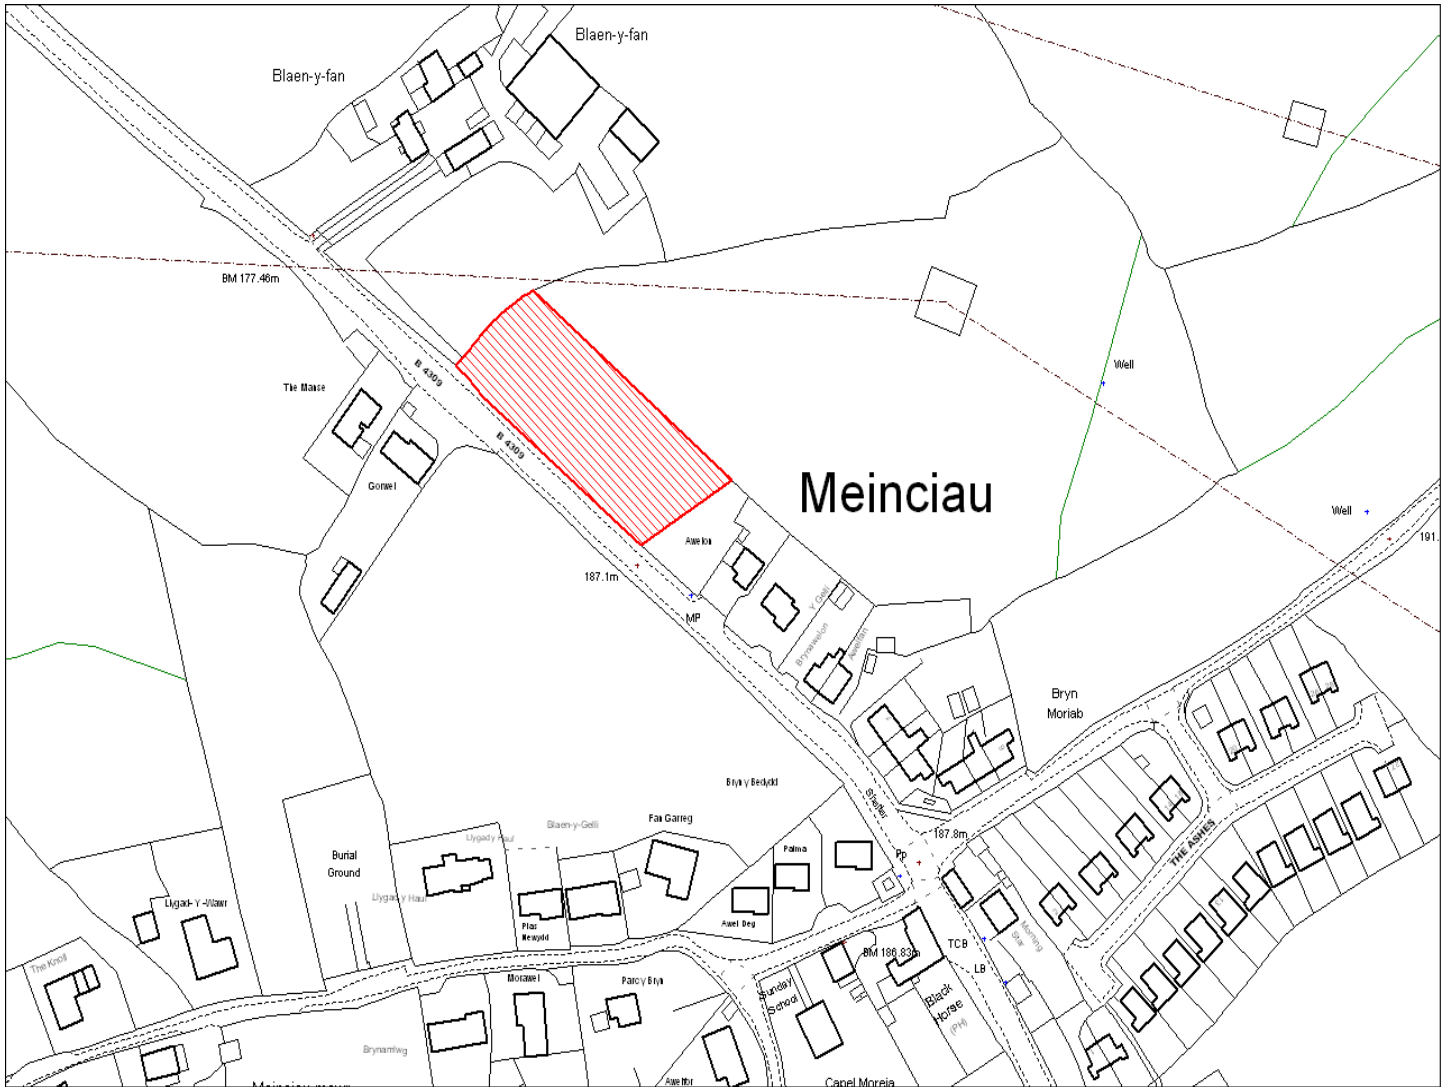 Blaen-y-fan
Blaen-y-fan
BM 177.46m
The Manse
B 4309
B 4309
Gorwel
Well
Meinciau
Well
191.
Awelon
187.1m
MP
Y Gelli
Brynawelon
Awelfan
Bryn
Moriah
Bryn y Bedydd
Shelter
187.8m
THE ASHES
Fan Garreg
Blaen-y-Gelli
Llygad y Haul
Palma
Pp
Burial
Ground
Llygad y Haul
Llygad-Y-Wawr
Plas
Newydd
Awel Deg
Morning
Star
TCB
BM 186.83m
LB
The Knoll
Morawel
Parc y Bryn
Sunday
School
Black
Horse
(PH)
Brynamlwg
Capel Moreia